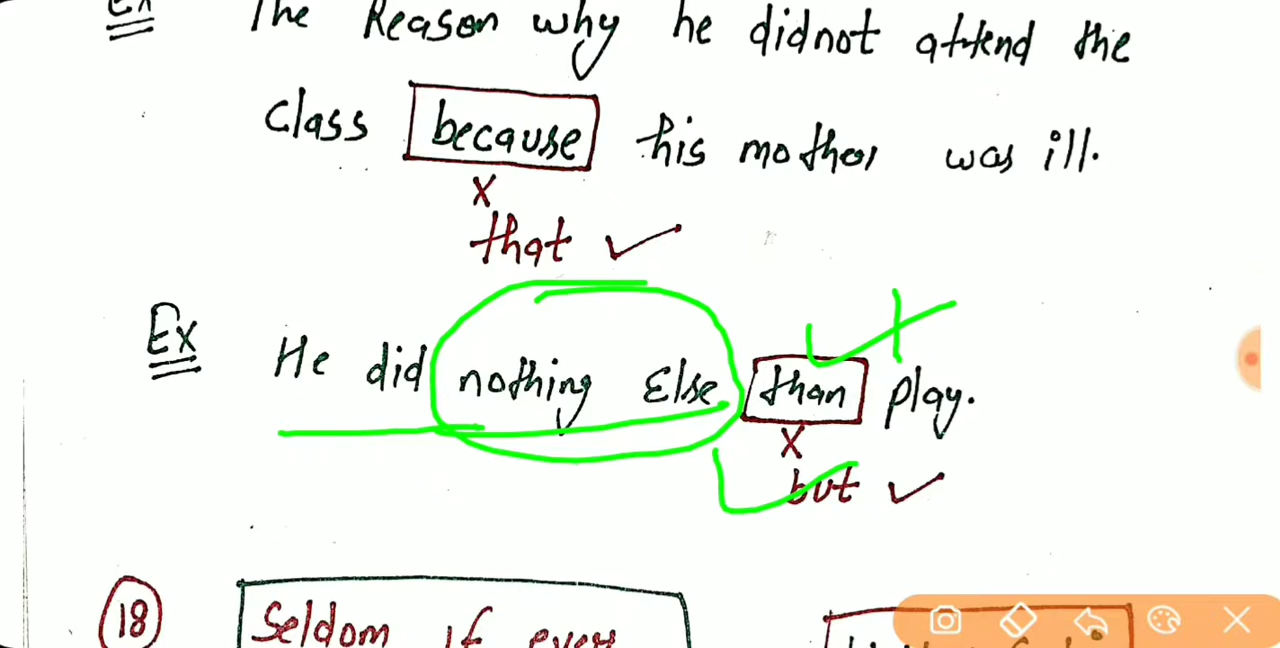 Ex The Reason why he didnot attend the
class because his mother was ill.
x
that ✓
Ex He did nothing Else than play.
x
but ✓
18 Seldom if ever